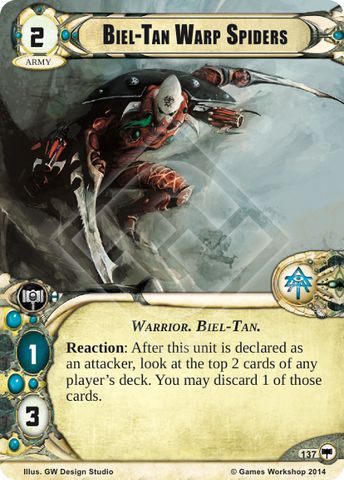 2
BIEL-TAN WARP SPIDERS
ARMY
WARRIOR. BIEL-TAN.
1
Reaction: After this unit is declared as
an attacker, look at the top 2 cards of any
player's deck. You may discard 1 of those
cards.
3
137
Illus. GW Design Studio
© Games Workshop 2014